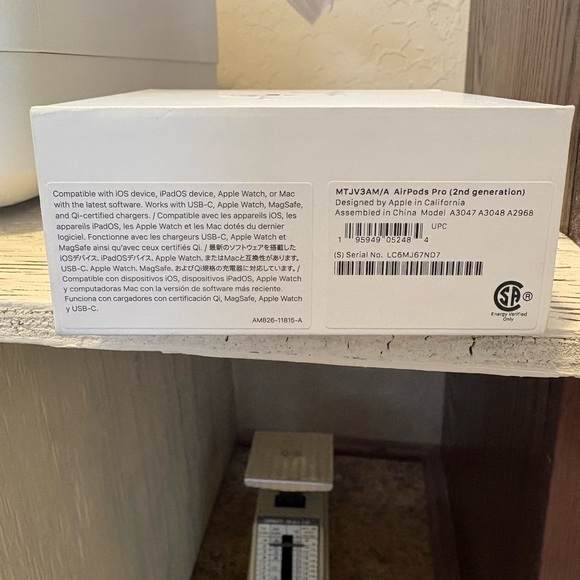 Compatible with iOS device, iPadOS device, Apple Watch, or Mac
with the latest software. Works with USB-C, Apple Watch, MagSafe,
and Qi-certified chargers. / Compatible avec les appareils iOS, les
appareils iPadOS, les Apple Watch et les Mac dotés du dernier
logiciel. Fonctionne avec les chargeurs USB-C, Apple Watch et
MagSafe ainsi qu'avec ceux certifiés Qi. / 最新のソフトウェアを搭載した
iOSデバイス、iPadOSデバイス、Apple Watch、またはMacと互換性があります。
USB-C、Apple Watch、MagSafe、およびQi規格の充電器に対応しています。/
Compatible con dispositivos iOS, dispositivos iPadOS, Apple Watch
y computadoras Mac con la versión de software más reciente.
Funciona con cargadores con certificación Qi, MagSafe, Apple Watch
y USB-C.
AM826-11815-A
MTJV3AM/A AirPods Pro (2nd generation)
Designed by Apple in California
Assembled in China Model A3047 A3048 A2968
UPC
1 95949 05248 4
(S) Serial No. LC6MJ67ND7
SA ®
Energy Verified
Only